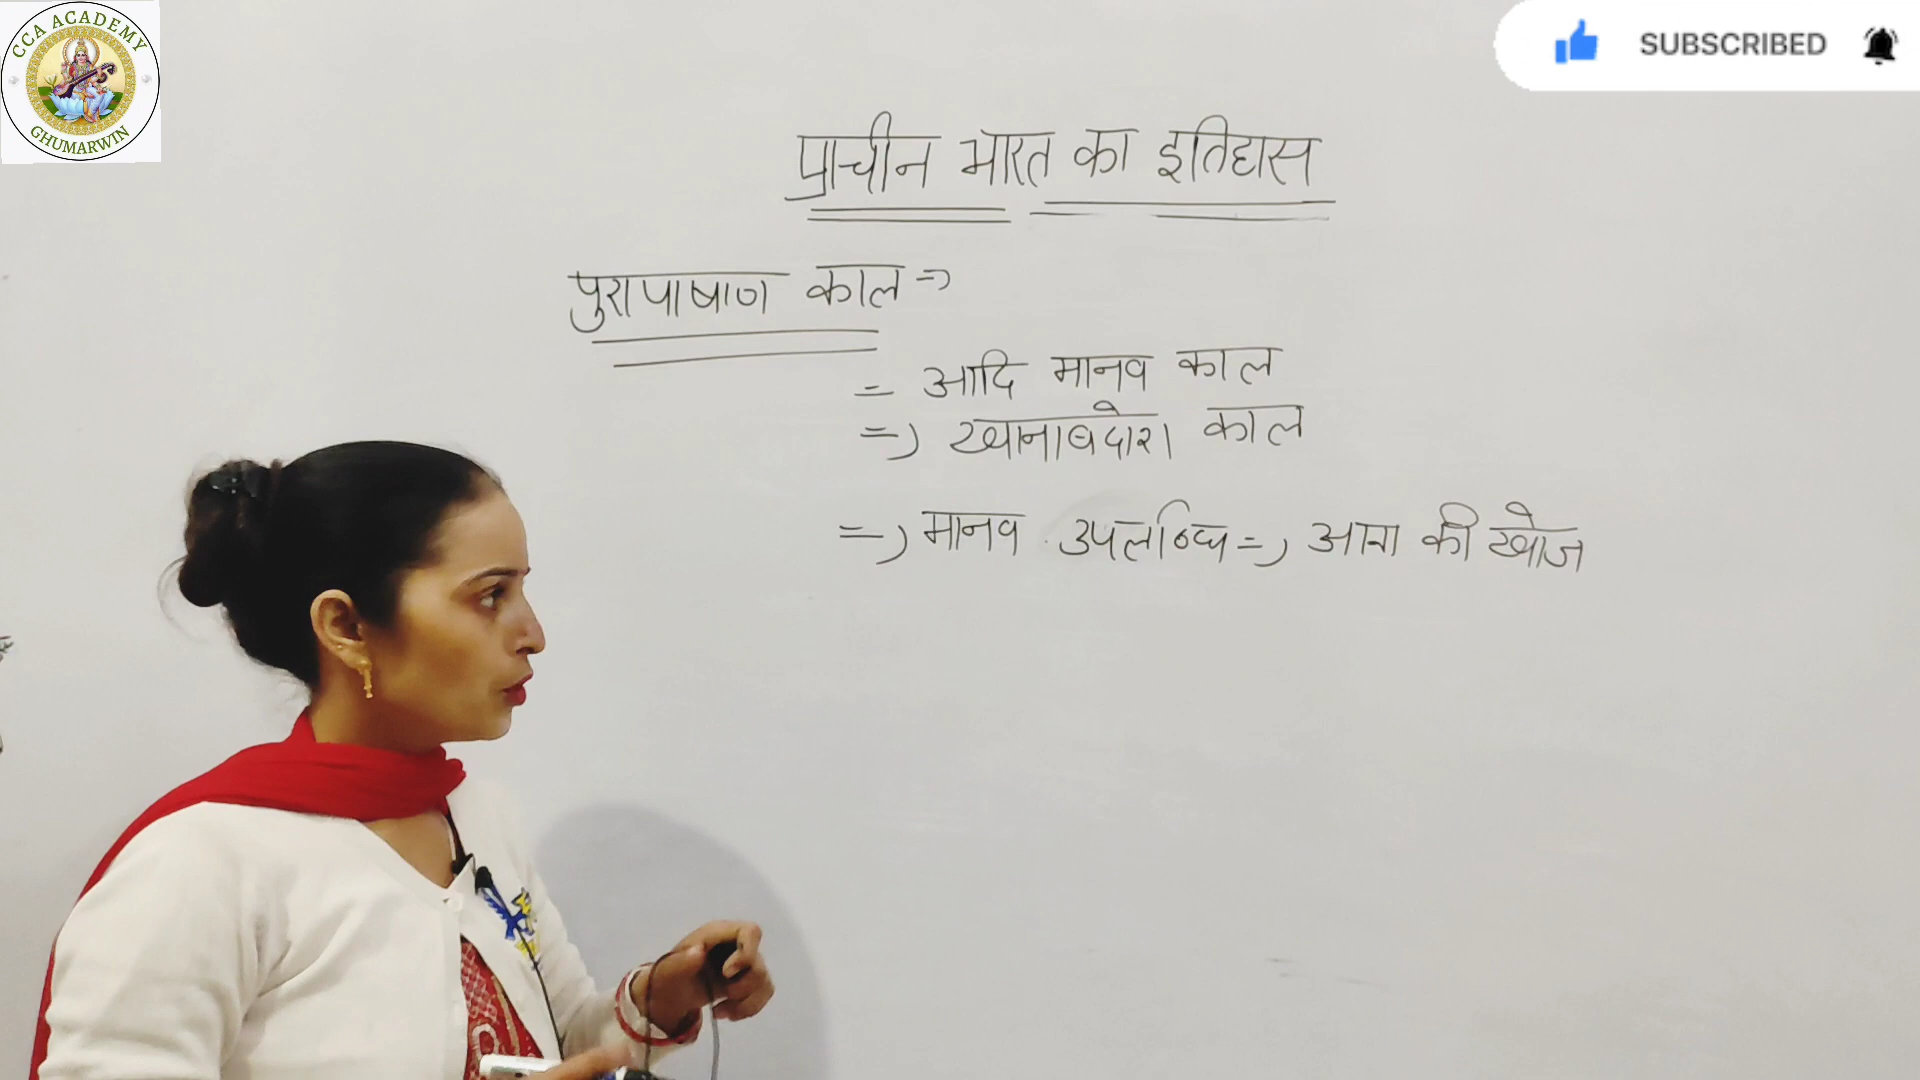 CCA ACADEMY
GHUMARWIN
SUBSCRIBED
प्राचीन भारत का इतिहास
पुरापाषाण काल =>
= आदि मानव काल
=> खानाबदोश काल
=> मानव उपलब्धि => आग की खोज